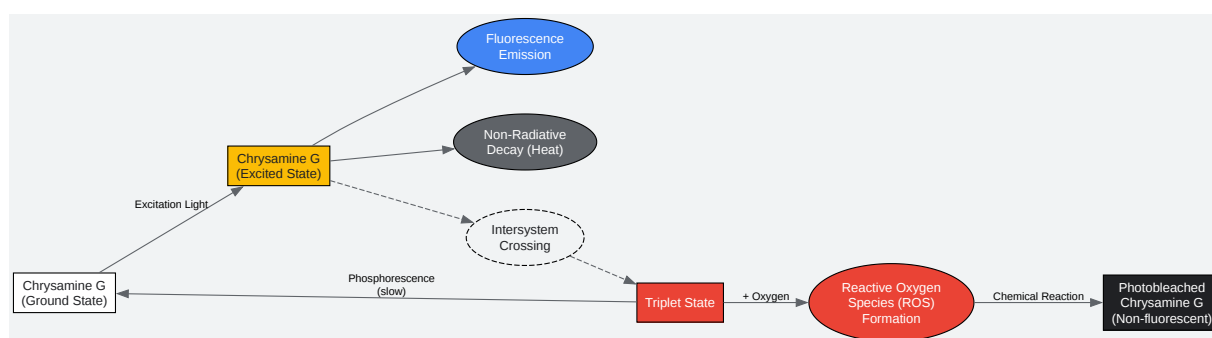 Fluorescence
Emission
Non-Radiative
Decay (Heat)
Chrysamine G
(Excited State)
Excitation Light
Intersystem
Crossing
Chrysamine G
(Ground State)
Phosphorescence
(slow)
Triplet State
+ Oxygen
Reactive Oxygen
Species (ROS)
Formation
Chemical Reaction
Photobleached
Chrysamine G
(Non-fluorescent)